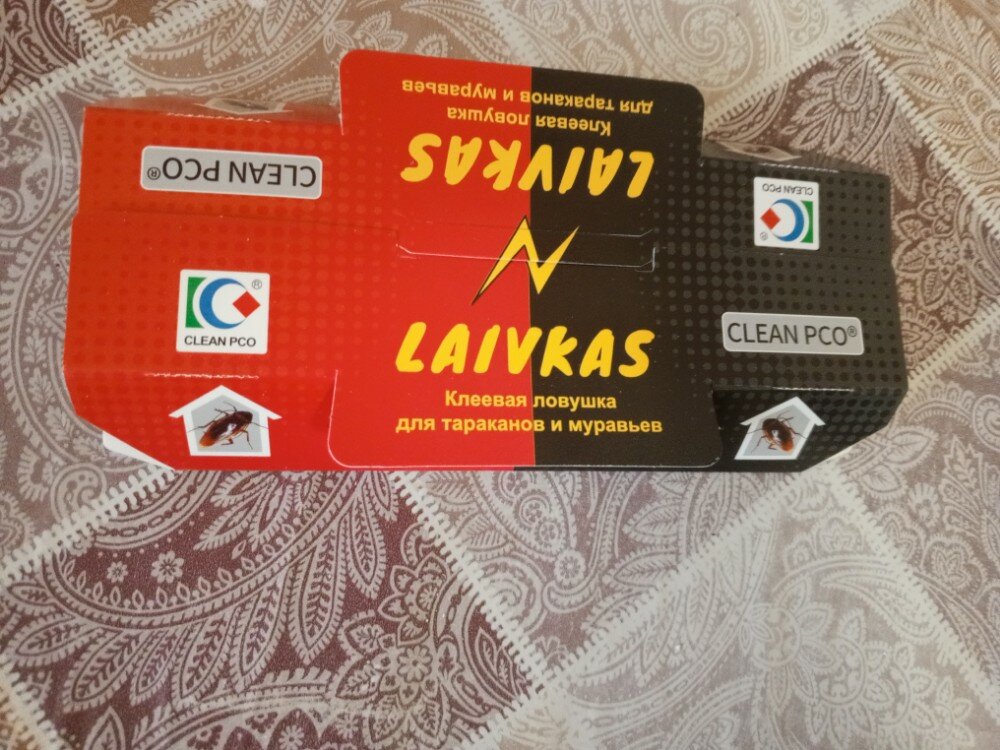 для тараканов и муравьев
Клеевая ловушка
LAIVKAS
CLEAN PCO®
CLEAN PCO
®
®
CLEAN PCO
LAIVKAS
CLEAN PCO®
Клеевая ловушка
для тараканов и муравьев